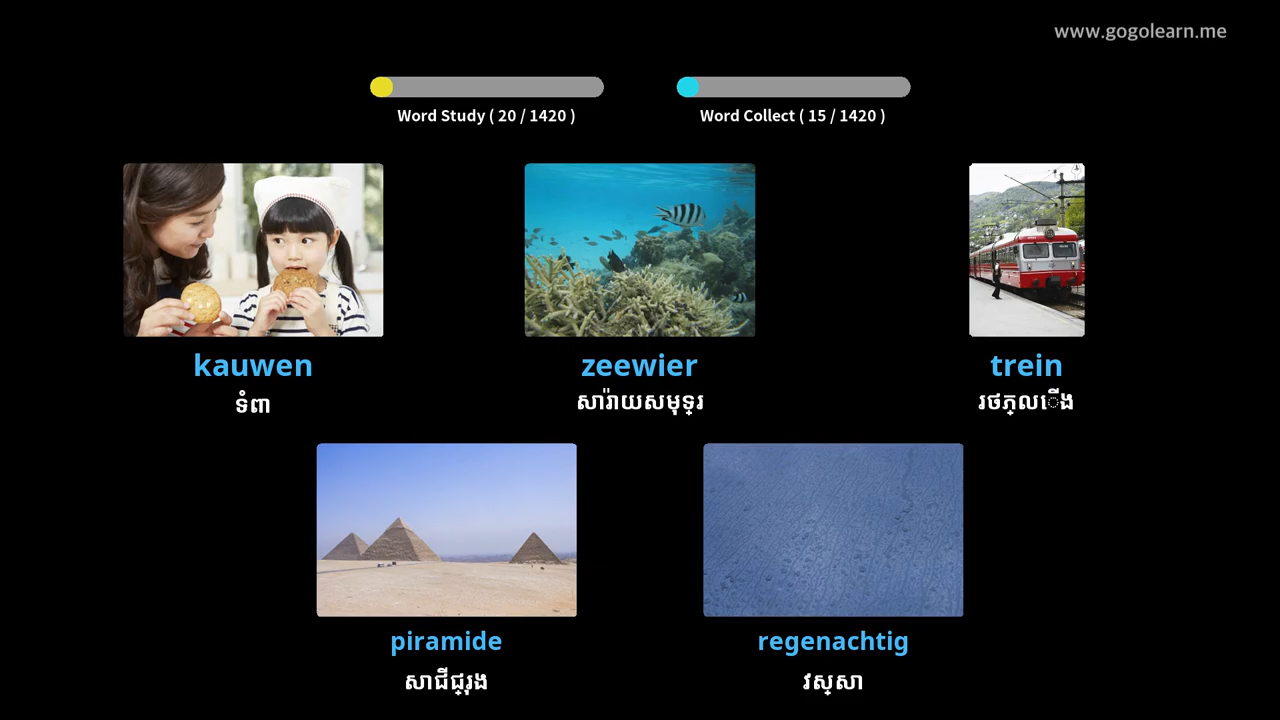 www.gogolearn.me
Word Study ( 20 / 1420 )
Word Collect ( 15 / 1420 )
kauwen
ទំពា
zeewier
សារ៉ាយសមុទ្រ
trein
រថភ្លើង
piramide
សាជីជ្រុង
regenachtig
វស្សា